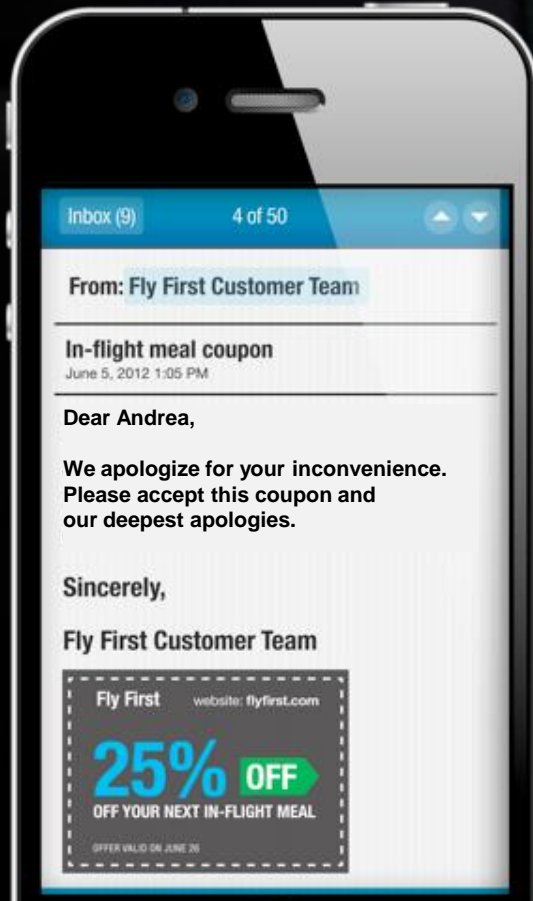 Inbox (9) 4 of 50
From: Fly First Customer Team
In-flight meal coupon
June 5, 2012 1:05 PM
Dear Andrea,
We apologize for your inconvenience.
Please accept this coupon and
our deepest apologies.
Sincerely,
Fly First Customer Team
Fly First website: flyfirst.com
25% OFF
OFF YOUR NEXT IN-FLIGHT MEAL
OFFER VALID ON JUNE 26